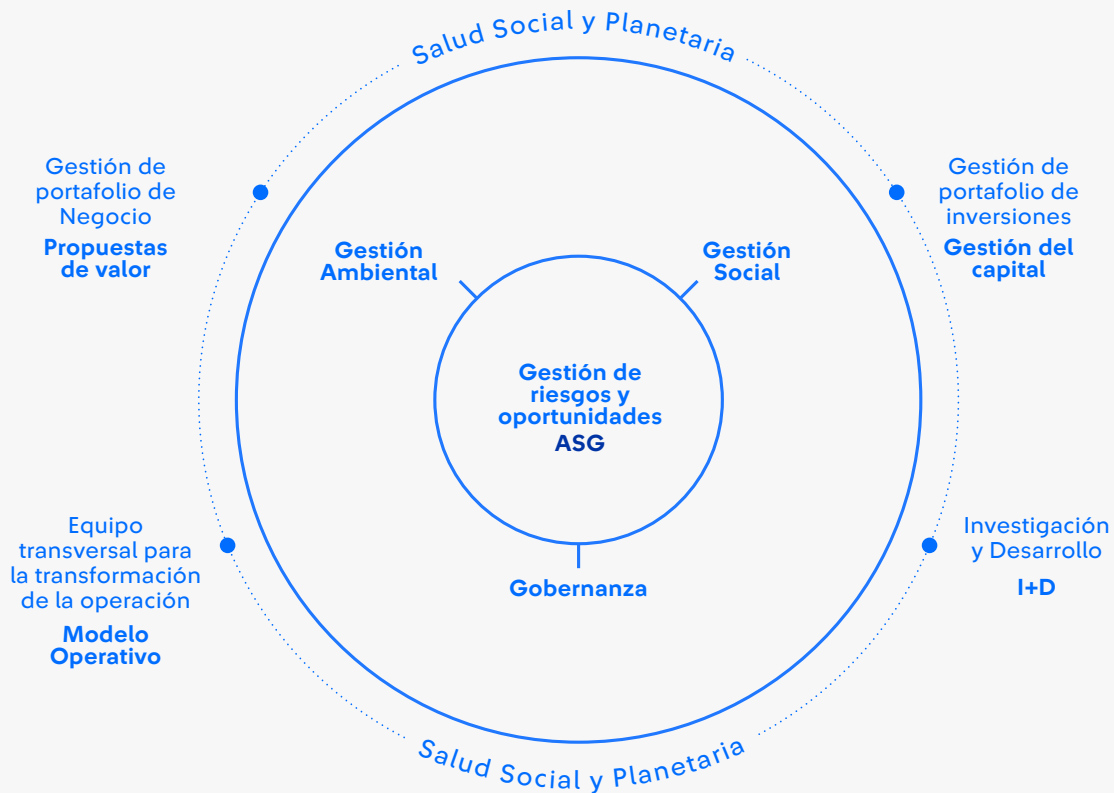 Salud Social y Planetaria
Gestión de
portafolio de
Negocio
Propuestas
de valor
Gestión de
portafolio de
inversiones
Gestión del
capital
Gestión
Ambiental
Gestión
Social
Gestión de
riesgos y
oportunidades
ASG
Gobernanza
Equipo
transversal para
la transformación
de la operación
Modelo
Operativo
Investigación
y Desarrollo
I+D
Salud Social y Planetaria